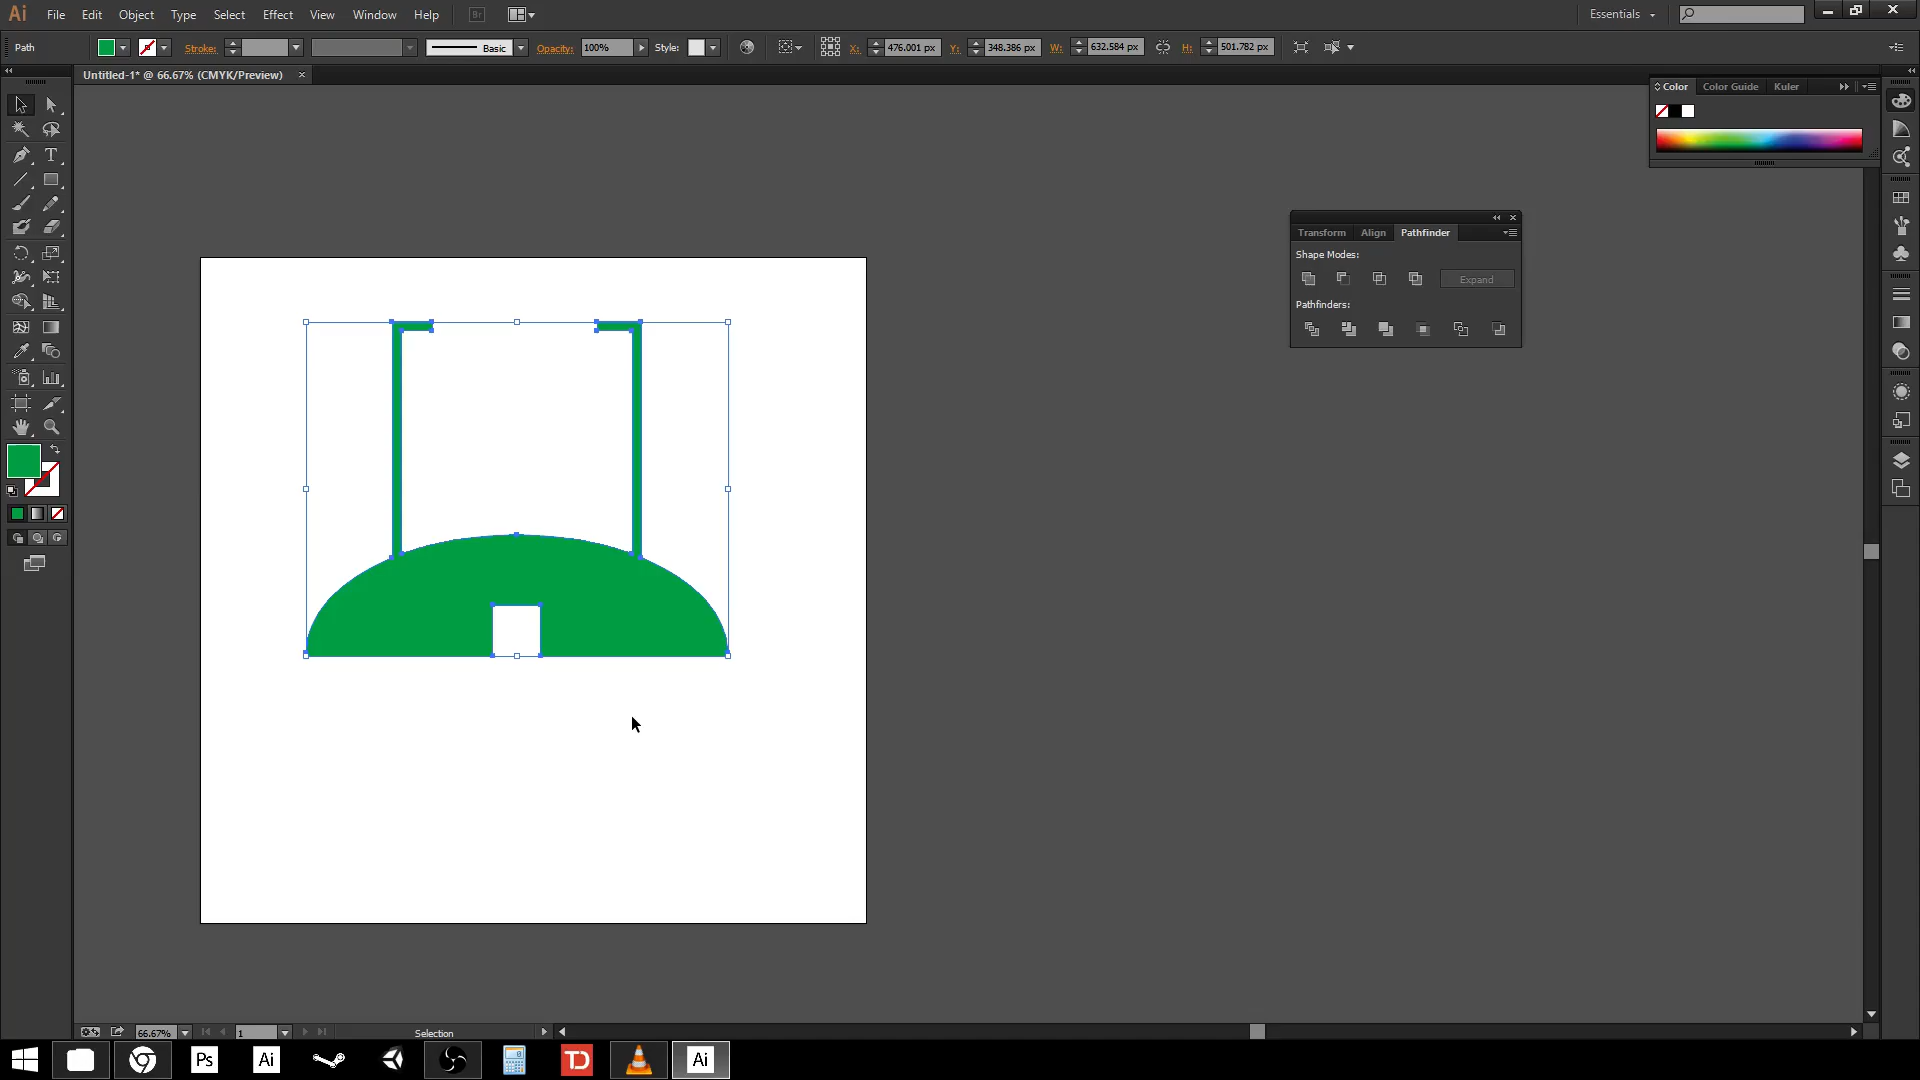 Ai File Edit Object Type Select Effect View Window Help Br Essentials
Path Stroke: Basic Opacity: 100% Style: X: 476.001 px Y: 348.386 px W: 632.584 px H: 501.782 px
Untitled-1* @ 66.67% (CMYK/Preview)
Color Color Guide Kuler
Transform Align Pathfinder
Shape Modes:
Expand
Pathfinders:
T
66.67% 1 Selection
Ps Ai TD Ai